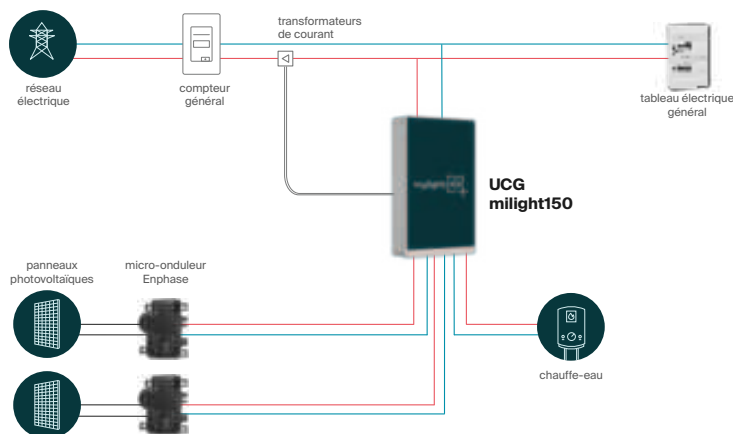 transformateurs
de courant
réseau
électrique
compteur
général
tableau électrique
général
UCG
milight150
panneaux
photovoltaïques
micro-onduleur
Enphase
chauffe-eau